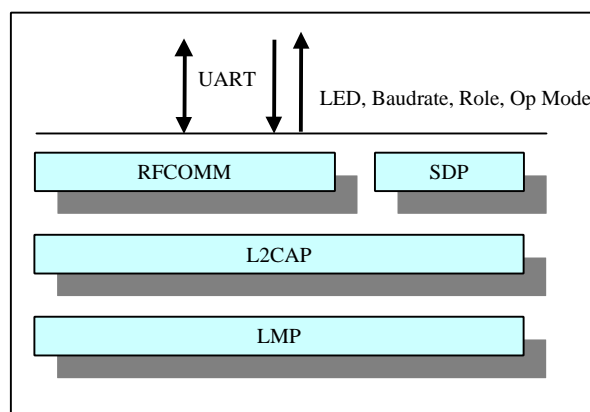 UART
LED, Baudrate, Role, Op Mode
RFCOMM
SDP
L2CAP
LMP